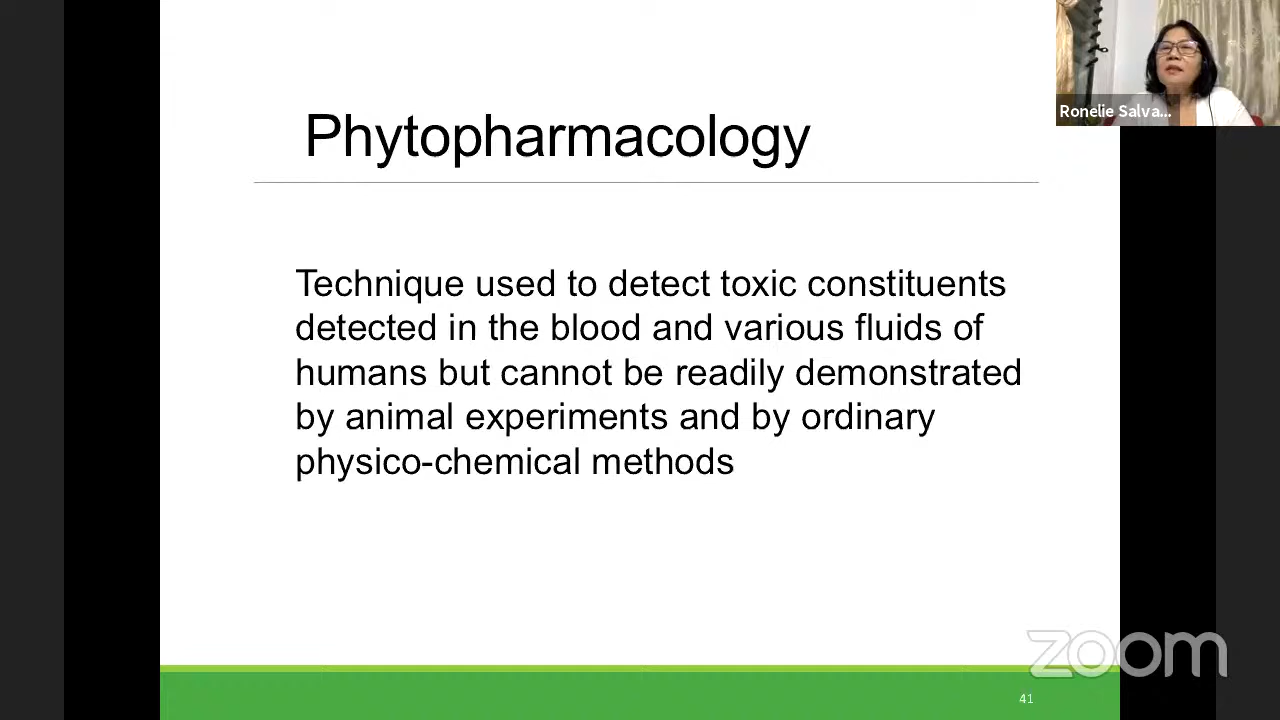 Ronelie Salva...
Phytopharmacology
Technique used to detect toxic constituents
detected in the blood and various fluids of
humans but cannot be readily demonstrated
by animal experiments and by ordinary
physico-chemical methods
zoom
41